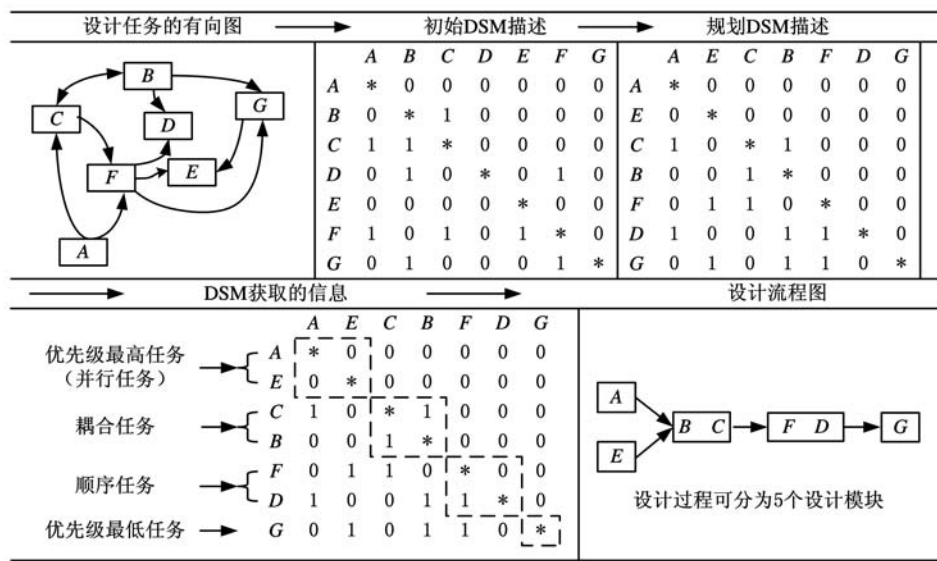 设计任务的有向图
初始DSM描述
规划DSM描述
B
C
G
D
F
E
A
A B C D E F G
A * 0 0 0 0 0 0
B 0 * 1 0 0 0 0
C 1 1 * 0 0 0 0
D 0 1 0 * 0 1 0
E 0 0 0 0 * 0 0
F 1 0 1 0 1 * 0
G 0 1 0 0 0 1 *
A E C B F D G
A * 0 0 0 0 0 0
E 0 * 0 0 0 0 0
C 1 0 * 1 0 0 0
B 0 0 1 * 0 0 0
F 0 1 1 0 * 0 0
D 1 0 0 1 1 * 0
G 0 1 0 1 1 0 *
DSM获取的信息
设计流程图
A E C B F D G
优先级最高任务
(并行任务)
A * 0 0 0 0 0 0
E 0 * 0 0 0 0 0
耦合任务
C 1 0 * 1 0 0 0
B 0 0 1 * 0 0 0
顺序任务
F 0 1 1 0 * 0 0
D 1 0 0 1 1 * 0
优先级最低任务
G 0 1 0 1 1 0 *
A
E
B C
F D
G
设计过程可分为5个设计模块